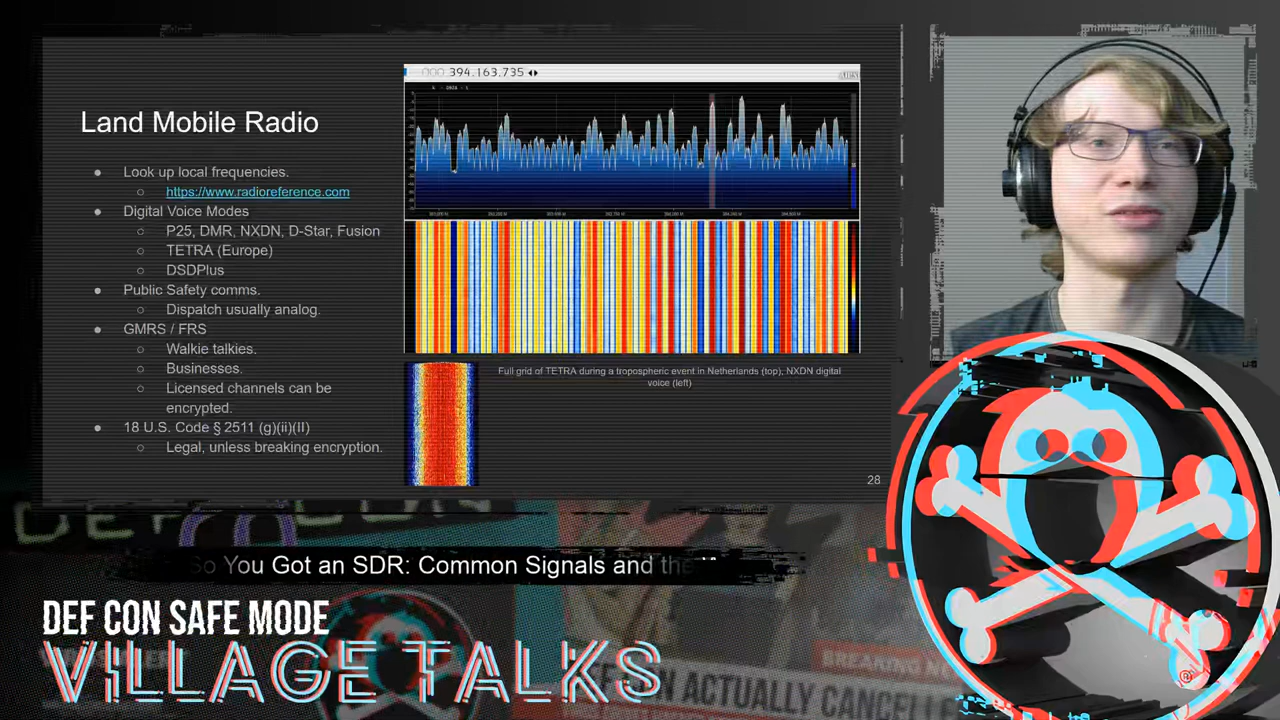 394.163.735
Land Mobile Radio
Look up local frequencies.
https://www.radioreference.com
Digital Voice Modes
P25, DMR, NXDN, D-Star, Fusion
TETRA (Europe)
DSDPlus
Public Safety comms.
Dispatch usually analog.
GMRS / FRS
Walkie talkies.
Businesses.
Licensed channels can be
encrypted.
18 U.S. Code § 2511 (g)(ii)(II)
Legal, unless breaking encryption.
Full grid of TETRA during a tropospheric event in Netherlands (top); NXDN digital
voice (left)
28
DEF CON
So You Got an SDR: Common Signals and the
DEF CON SAFE MODE
VILLAGE TALKS
BREAKING
ACTUALLY